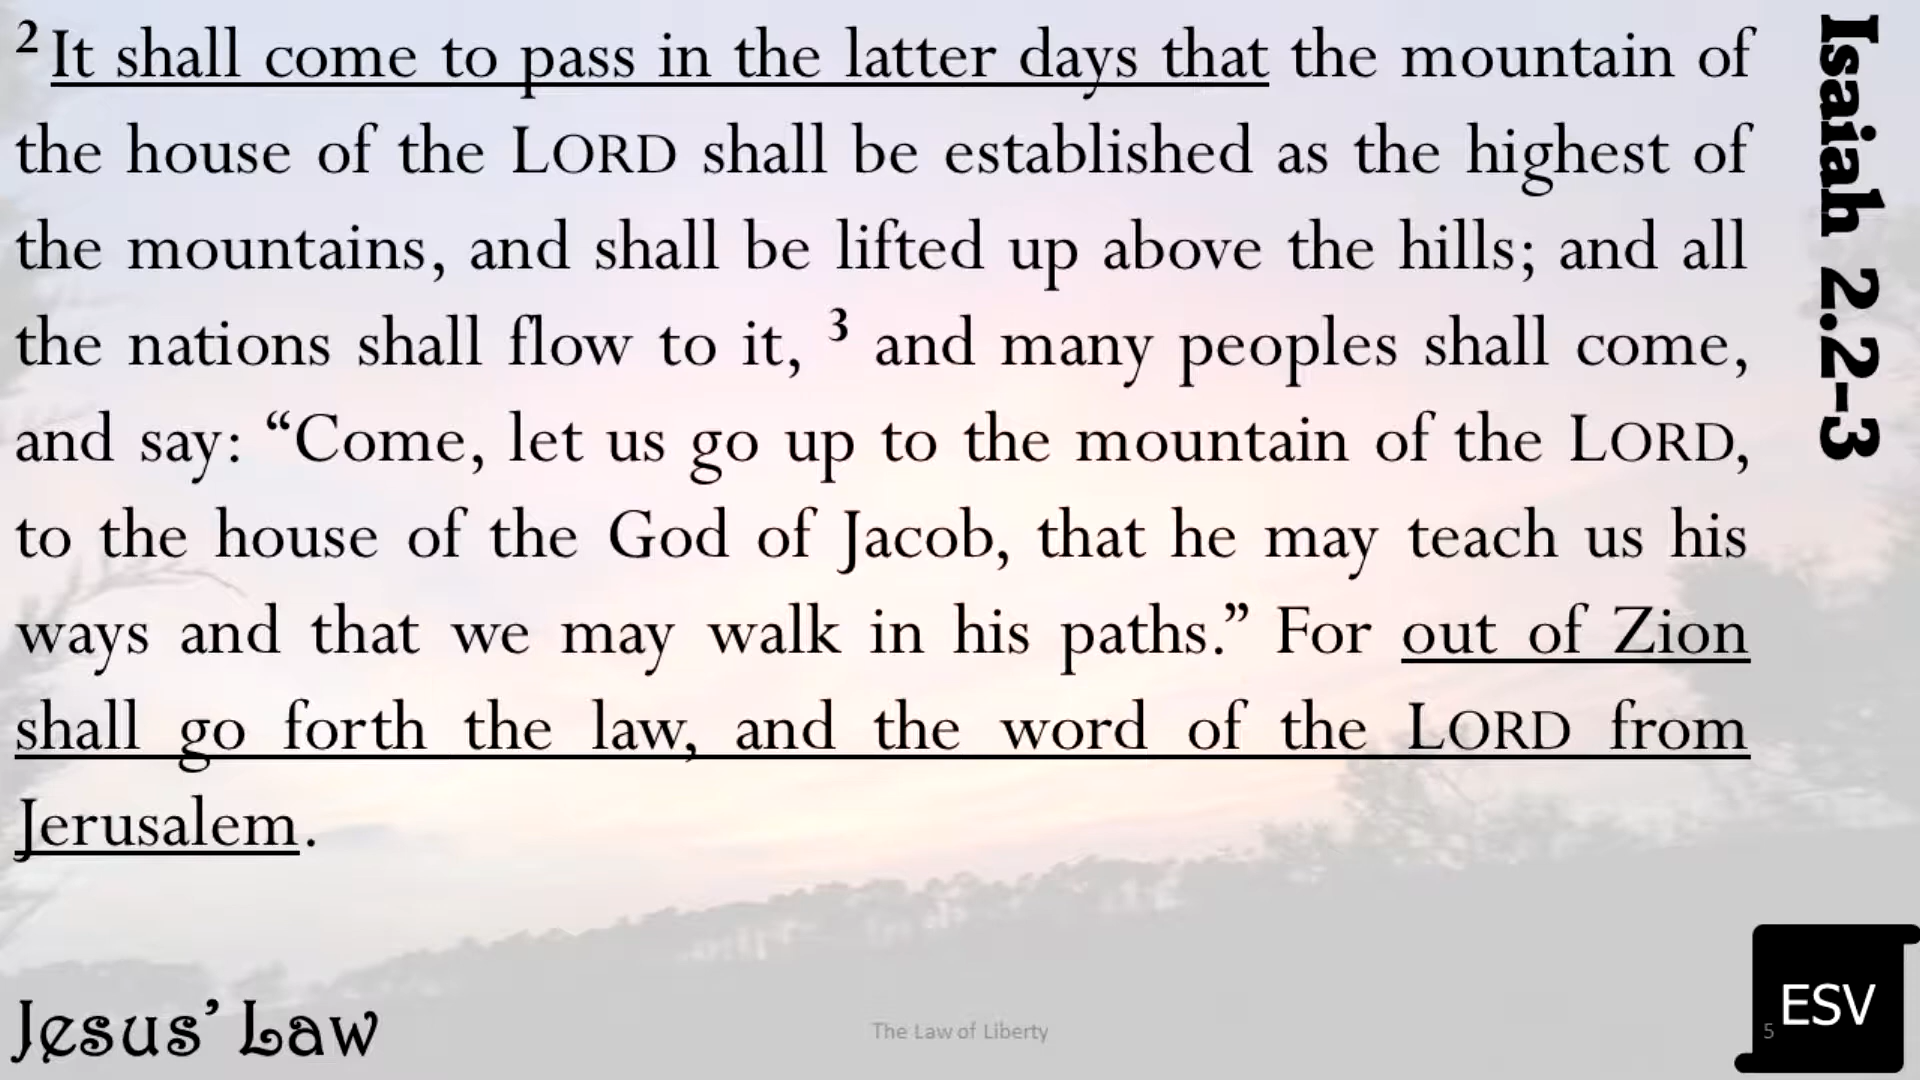 2 It shall come to pass in the latter days that the mountain of
the house of the LORD shall be established as the highest of
the mountains, and shall be lifted up above the hills; and all
the nations shall flow to it, 3 and many peoples shall come,
and say: “Come, let us go up to the mountain of the LORD,
to the house of the God of Jacob, that he may teach us his
ways and that we may walk in his paths.” For out of Zion
shall go forth the law, and the word of the LORD from
Jerusalem.
Isaiah 2.2-3
Jesus’ Law
The Law of Liberty
5
ESV